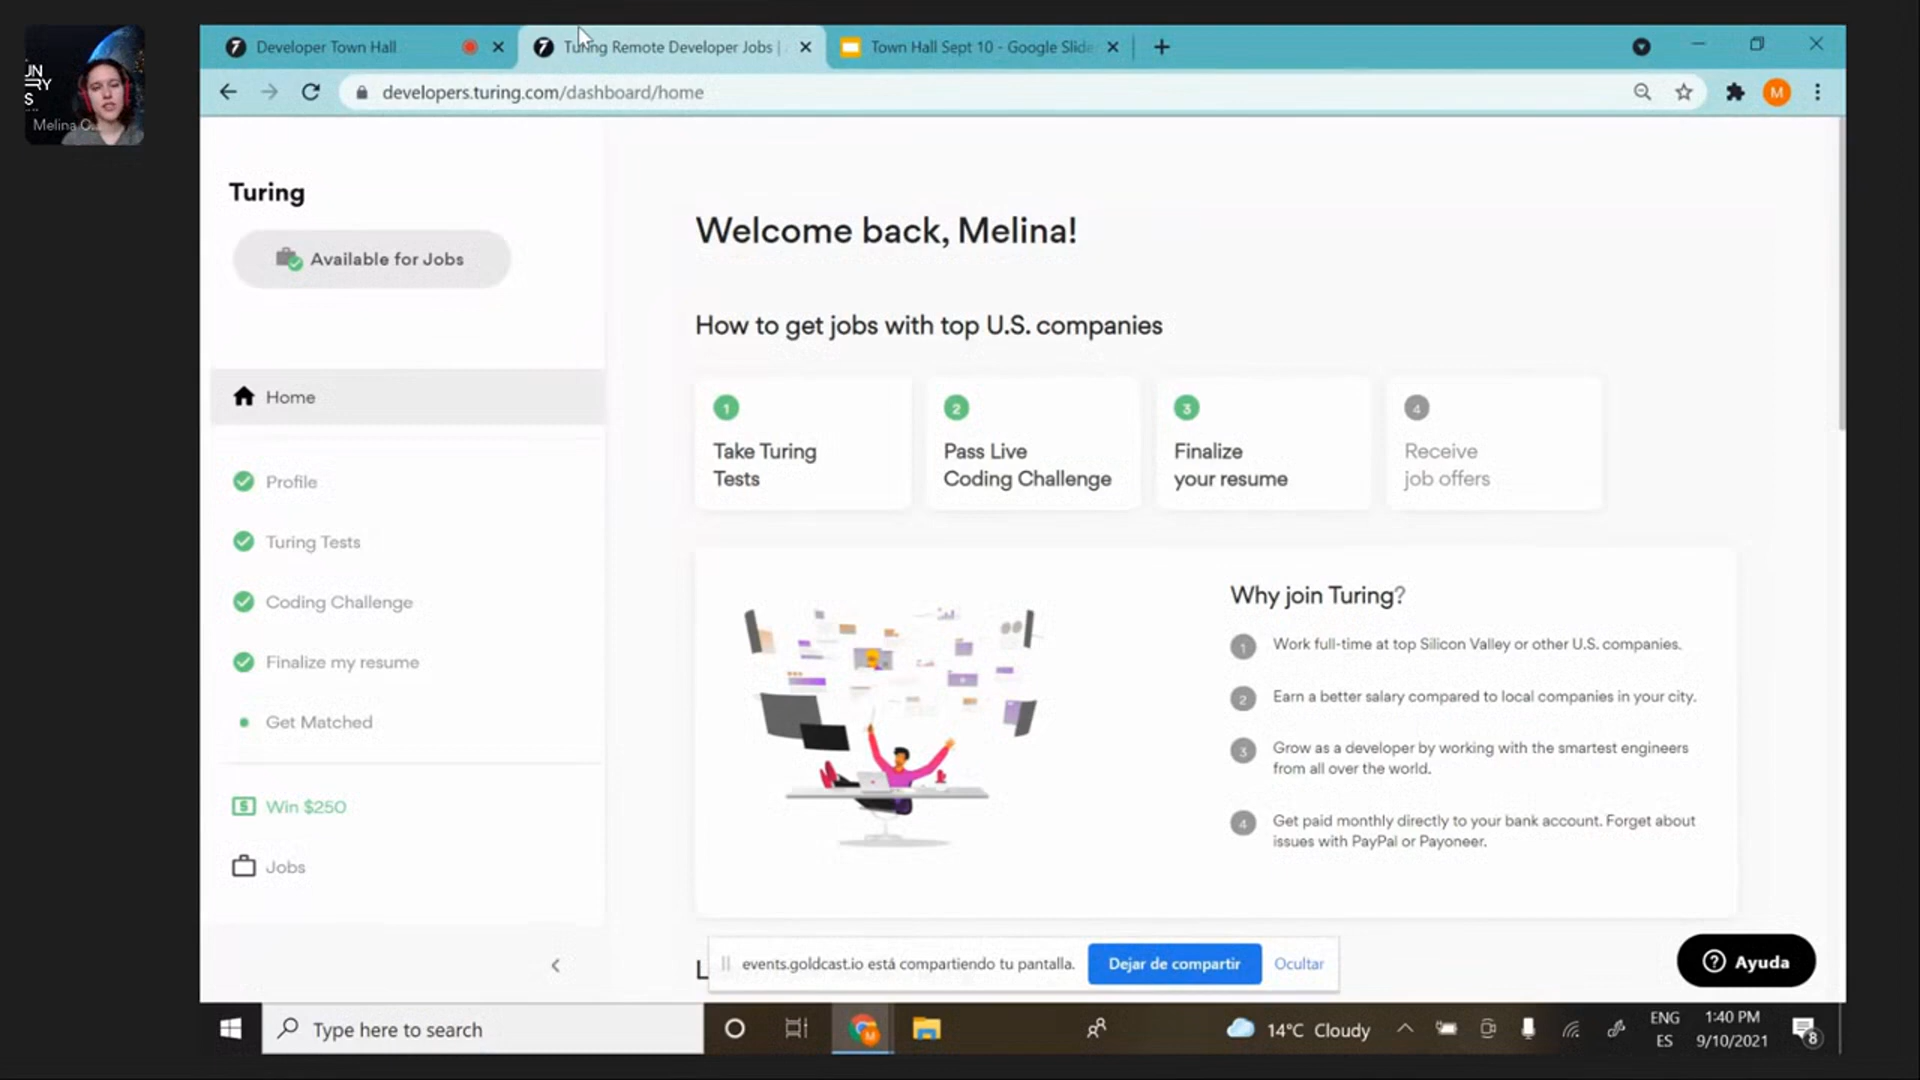 Developer Town Hall
Turing Remote Developer Jobs |
Town Hall Sept 10 - Google Slide
developers.turing.com/dashboard/home
M
Melina O...
Turing
Available for Jobs
Home
Profile
Turing Tests
Coding Challenge
Finalize my resume
Get Matched
Win $250
Jobs
Welcome back, Melina!
How to get jobs with top U.S. companies
1
Take Turing
Tests
2
Pass Live
Coding Challenge
3
Finalize
your resume
4
Receive
job offers
Why join Turing?
1 Work full-time at top Silicon Valley or other U.S. companies.
2 Earn a better salary compared to local companies in your city.
3 Grow as a developer by working with the smartest engineers
from all over the world.
4 Get paid monthly directly to your bank account. Forget about
issues with PayPal or Payoneer.
L
events.goldcast.io está compartiendo tu pantalla.
Dejar de compartir
Ocultar
Ayuda
Type here to search
14°C Cloudy
ENG
ES
1:40 PM
9/10/2021
8